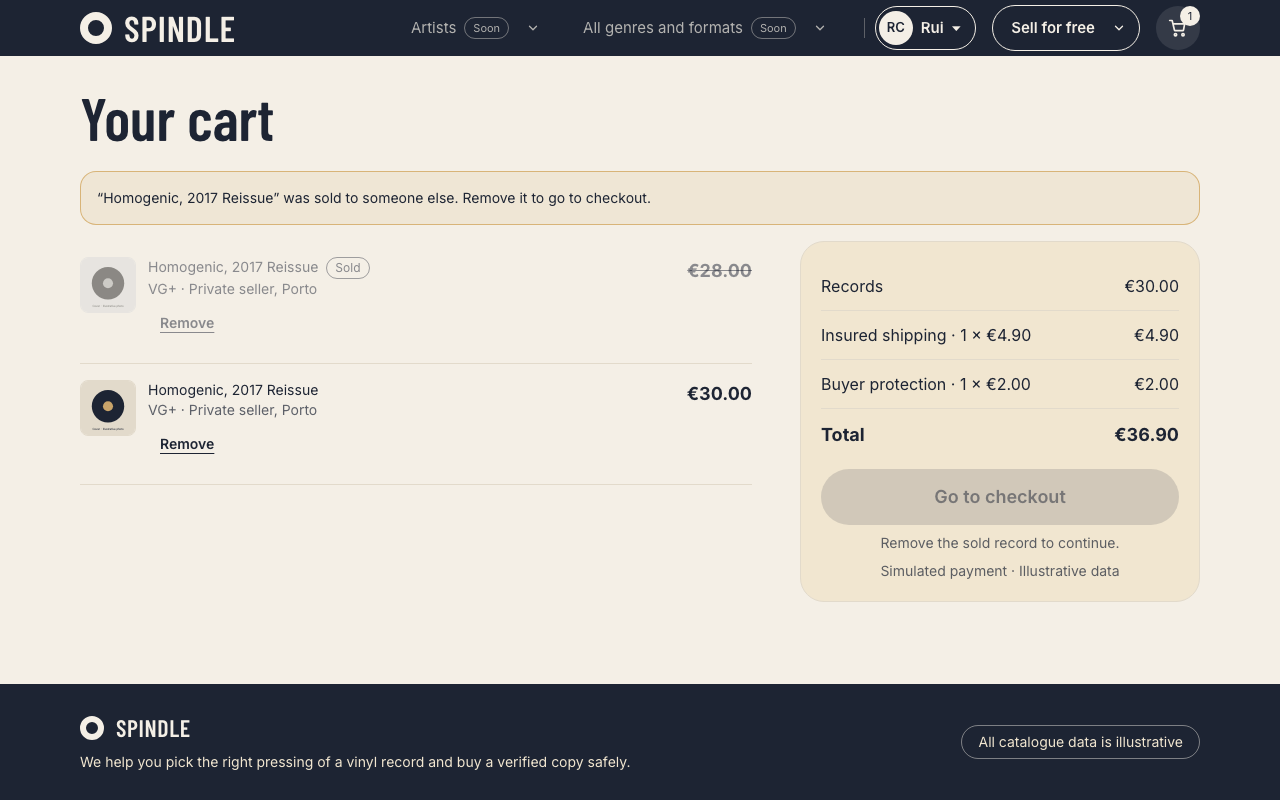 SPINDLE
Artists Soon
All genres and formats Soon
RC Rui
Sell for free
1
Your cart
“Homogenic, 2017 Reissue” was sold to someone else. Remove it to go to checkout.
Homogenic, 2017 Reissue Sold
€28.00
VG+ · Private seller, Porto
Remove
Homogenic, 2017 Reissue
€30.00
VG+ · Private seller, Porto
Remove
Records €30.00
Insured shipping · 1 × €4.90 €4.90
Buyer protection · 1 × €2.00 €2.00
Total €36.90
Go to checkout
Remove the sold record to continue.
Simulated payment · Illustrative data
SPINDLE
We help you pick the right pressing of a vinyl record and buy a verified copy safely.
All catalogue data is illustrative